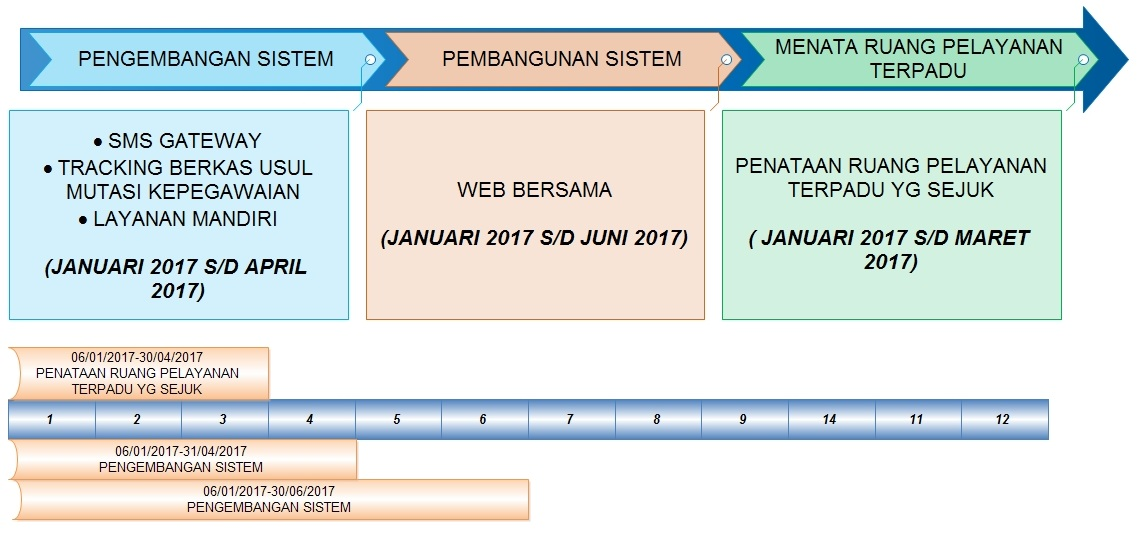 PENGEMBANGAN SISTEM
PEMBANGUNAN SISTEM
MENATA RUANG PELAYANAN
TERPADU
• SMS GATEWAY
• TRACKING BERKAS USUL
MUTASI KEPEGAWAIAN
• LAYANAN MANDIRI
(JANUARI 2017 S/D APRIL
2017)
WEB BERSAMA
(JANUARI 2017 S/D JUNI 2017)
PENATAAN RUANG PELAYANAN
TERPADU YG SEJUK
( JANUARI 2017 S/D MARET
2017)
06/01/2017-30/04/2017
PENATAAN RUANG PELAYANAN
TERPADU YG SEJUK
1 2 3 4 5 6 7 8 9 14 11 12
06/01/2017-31/04/2017
PENGEMBANGAN SISTEM
06/01/2017-30/06/2017
PENGEMBANGAN SISTEM